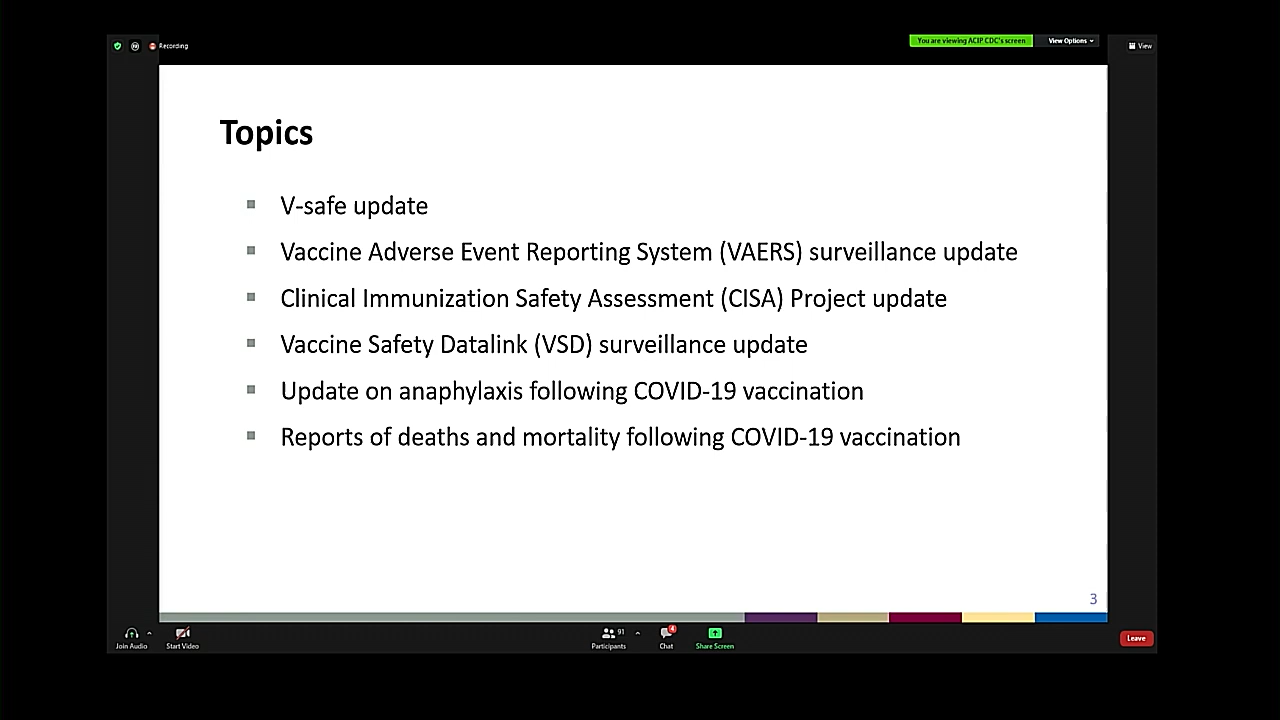 Recording
You are viewing ACIP CDC's screen
View Options
View
Topics
V-safe update
Vaccine Adverse Event Reporting System (VAERS) surveillance update
Clinical Immunization Safety Assessment (CISA) Project update
Vaccine Safety Datalink (VSD) surveillance update
Update on anaphylaxis following COVID-19 vaccination
Reports of deaths and mortality following COVID-19 vaccination
3
91
4
Join Audio
Start Video
Participants
Chat
Share Screen
Leave